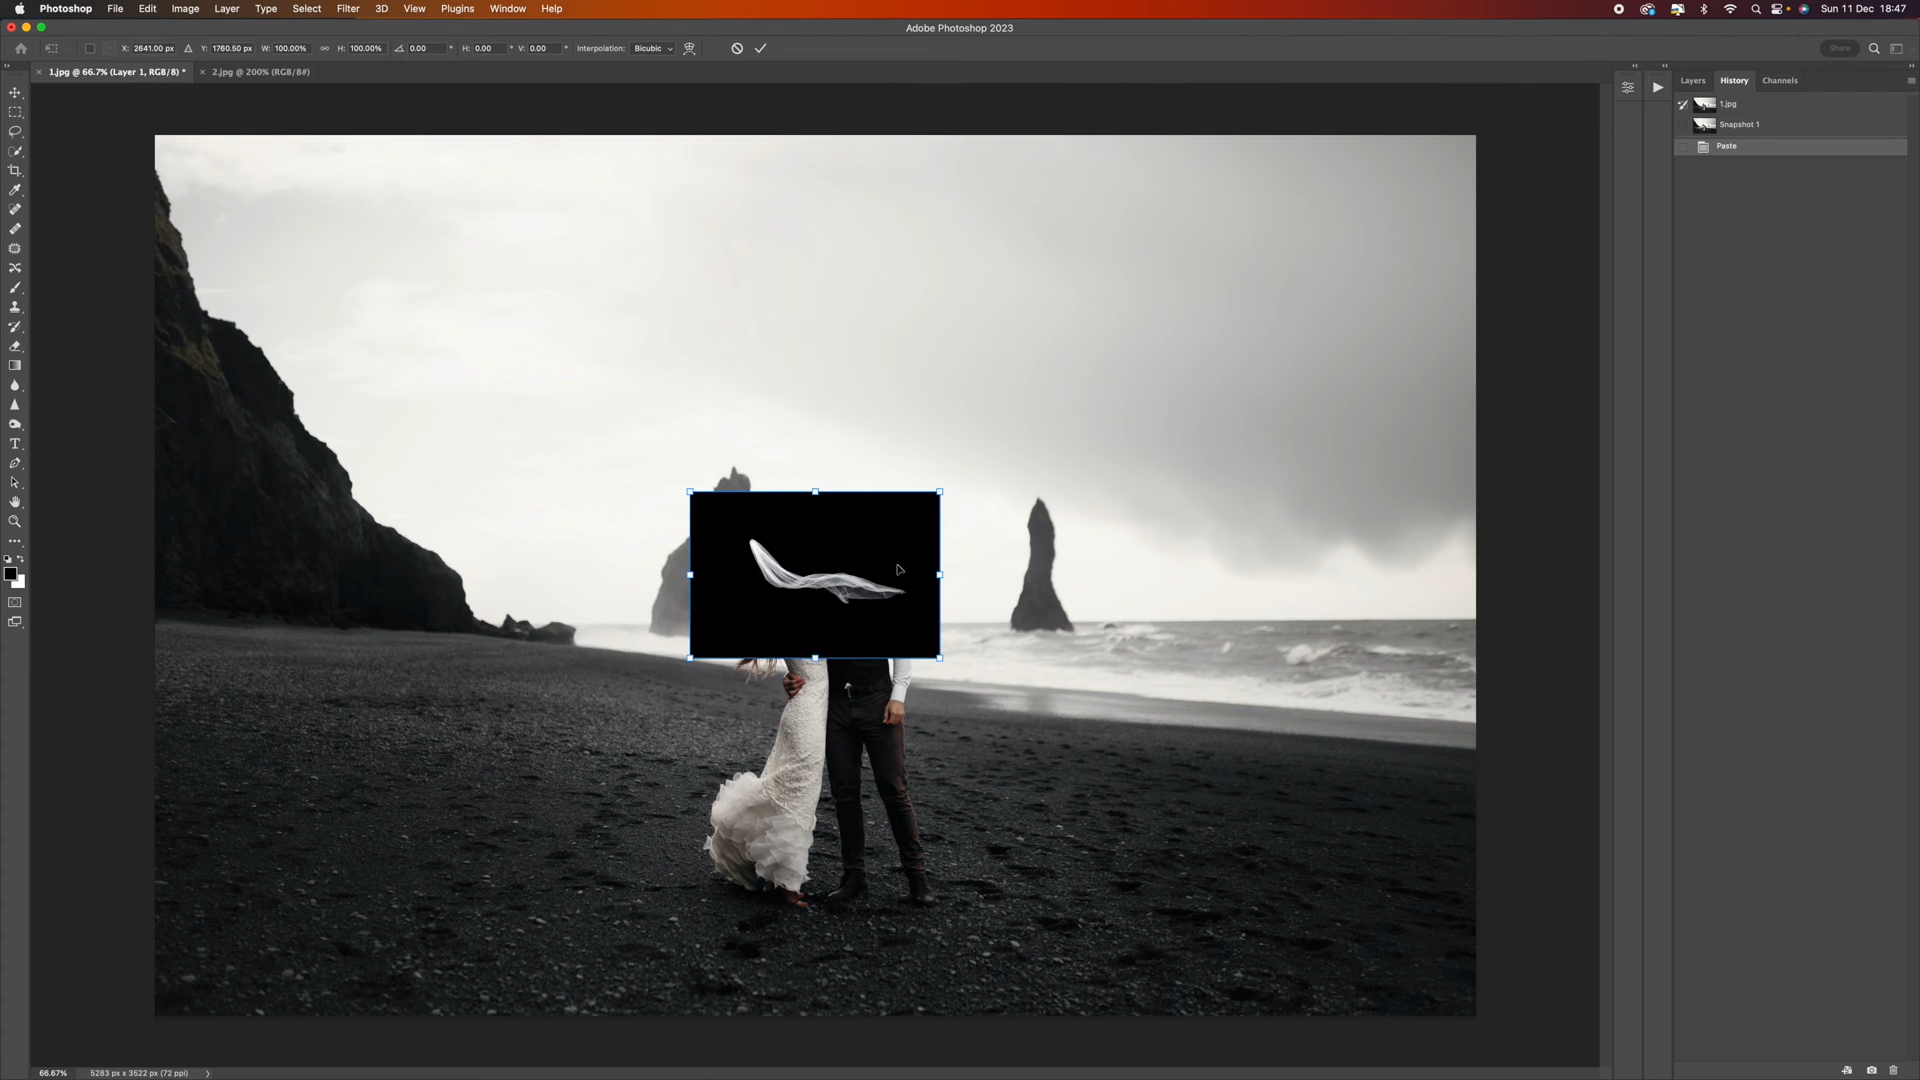 Photoshop File Edit Image Layer Type Select Filter 3D View Plugins Window Help Sun 11 Dec 18:47
Adobe Photoshop 2023
X: 2641.00 px Y: 1760.50 px W: 100.00% H: 100.00% 0.00 ° H: 0.00 ° V: 0.00 ° Interpolation: Bicubic Share
1.jpg @ 66.7% (Layer 1, RGB/8) * 2.jpg @ 200% (RGB/8#)
Layers History Channels
1.jpg
Snapshot 1
Paste
66.67% 5283 px x 3522 px (72 ppi)